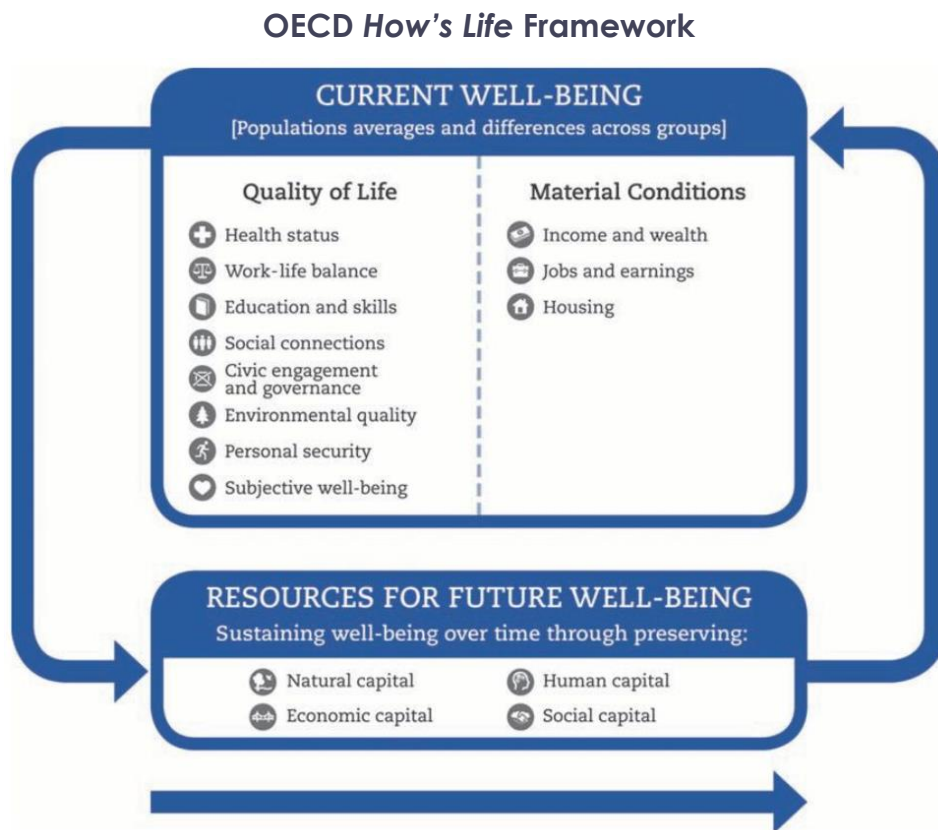 OECD How's Life Framework
CURRENT WELL-BEING
[Populations averages and differences across groups]
Quality of Life
Health status
Work-life balance
Education and skills
Social connections
Civic engagement
and governance
Environmental quality
Personal security
Subjective well-being
Material Conditions
Income and wealth
Jobs and earnings
Housing
RESOURCES FOR FUTURE WELL-BEING
Sustaining well-being over time through preserving:
Natural capital
Human capital
Economic capital
Social capital